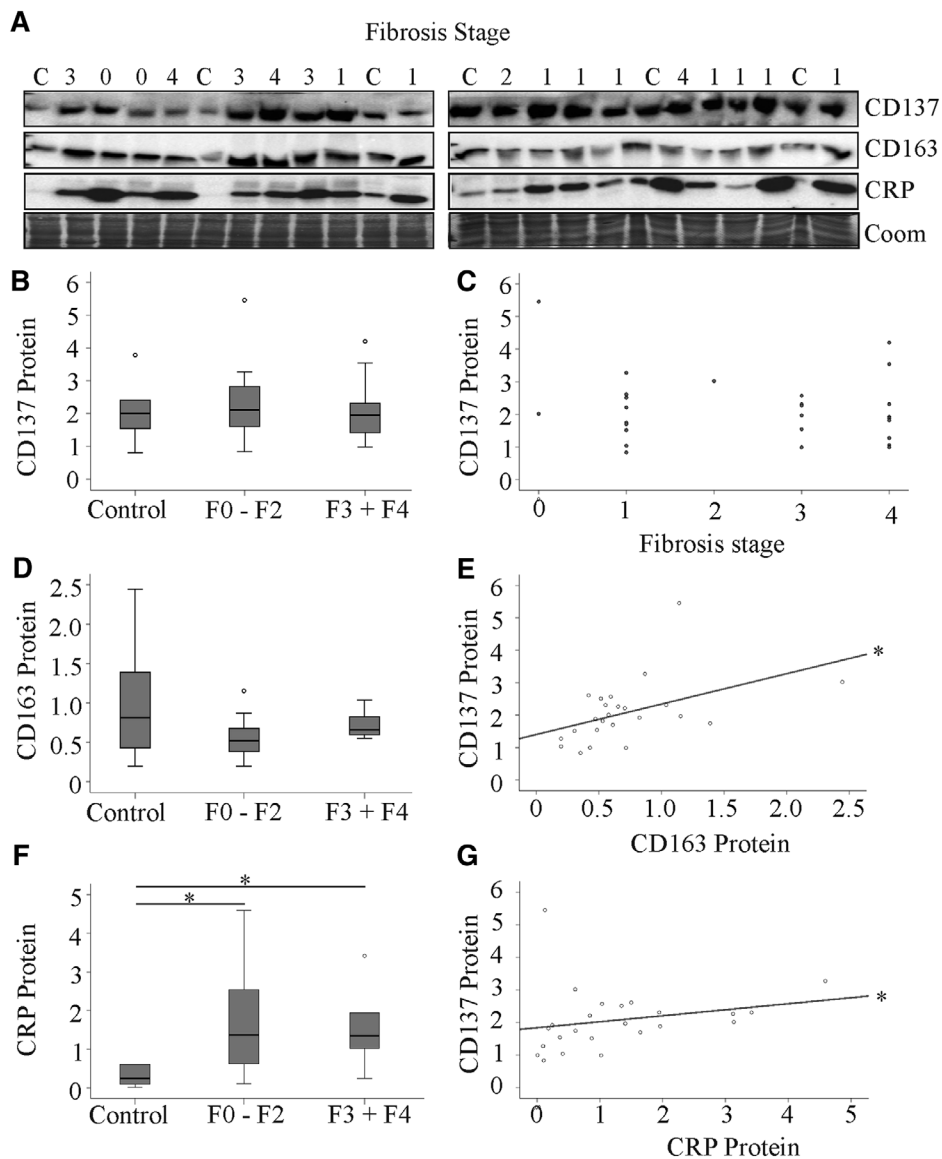 A
Fibrosis Stage
C 3 0 0 4 C 3 4 3 1 C 1
C 2 1 1 1 C 4 1 1 1 C 1
CD137
CD163
CRP
Coom
B
CD137 Protein
6
5
4
3
2
1
0
Control F0 - F2 F3 + F4
C
CD137 Protein
6
5
4
3
2
1
0
0 1 2 3 4
Fibrosis stage
D
CD163 Protein
2.5
2.0
1.5
1.0
0.5
0
Control F0 - F2 F3 + F4
E
CD137 Protein
6
5
4
3
2
1
0
*
0 0.5 1.0 1.5 2.0 2.5
CD163 Protein
F
CRP Protein
5
4
3
2
1
0
*
*
Control F0 - F2 F3 + F4
G
CD137 Protein
6
5
4
3
2
1
0
*
0 1 2 3 4 5
CRP Protein